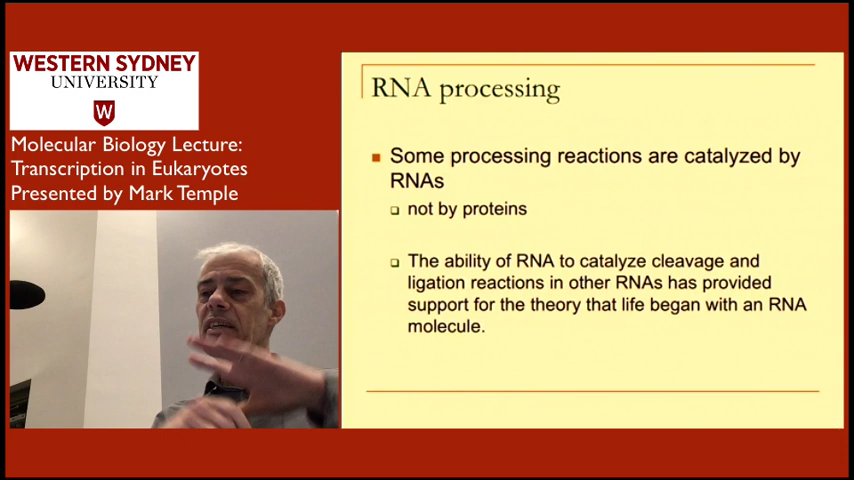 WESTERN SYDNEY
UNIVERSITY
W
Molecular Biology Lecture:
Transcription in Eukaryotes
Presented by Mark Temple
RNA processing
Some processing reactions are catalyzed by
RNAs
not by proteins
The ability of RNA to catalyze cleavage and
ligation reactions in other RNAs has provided
support for the theory that life began with an RNA
molecule.